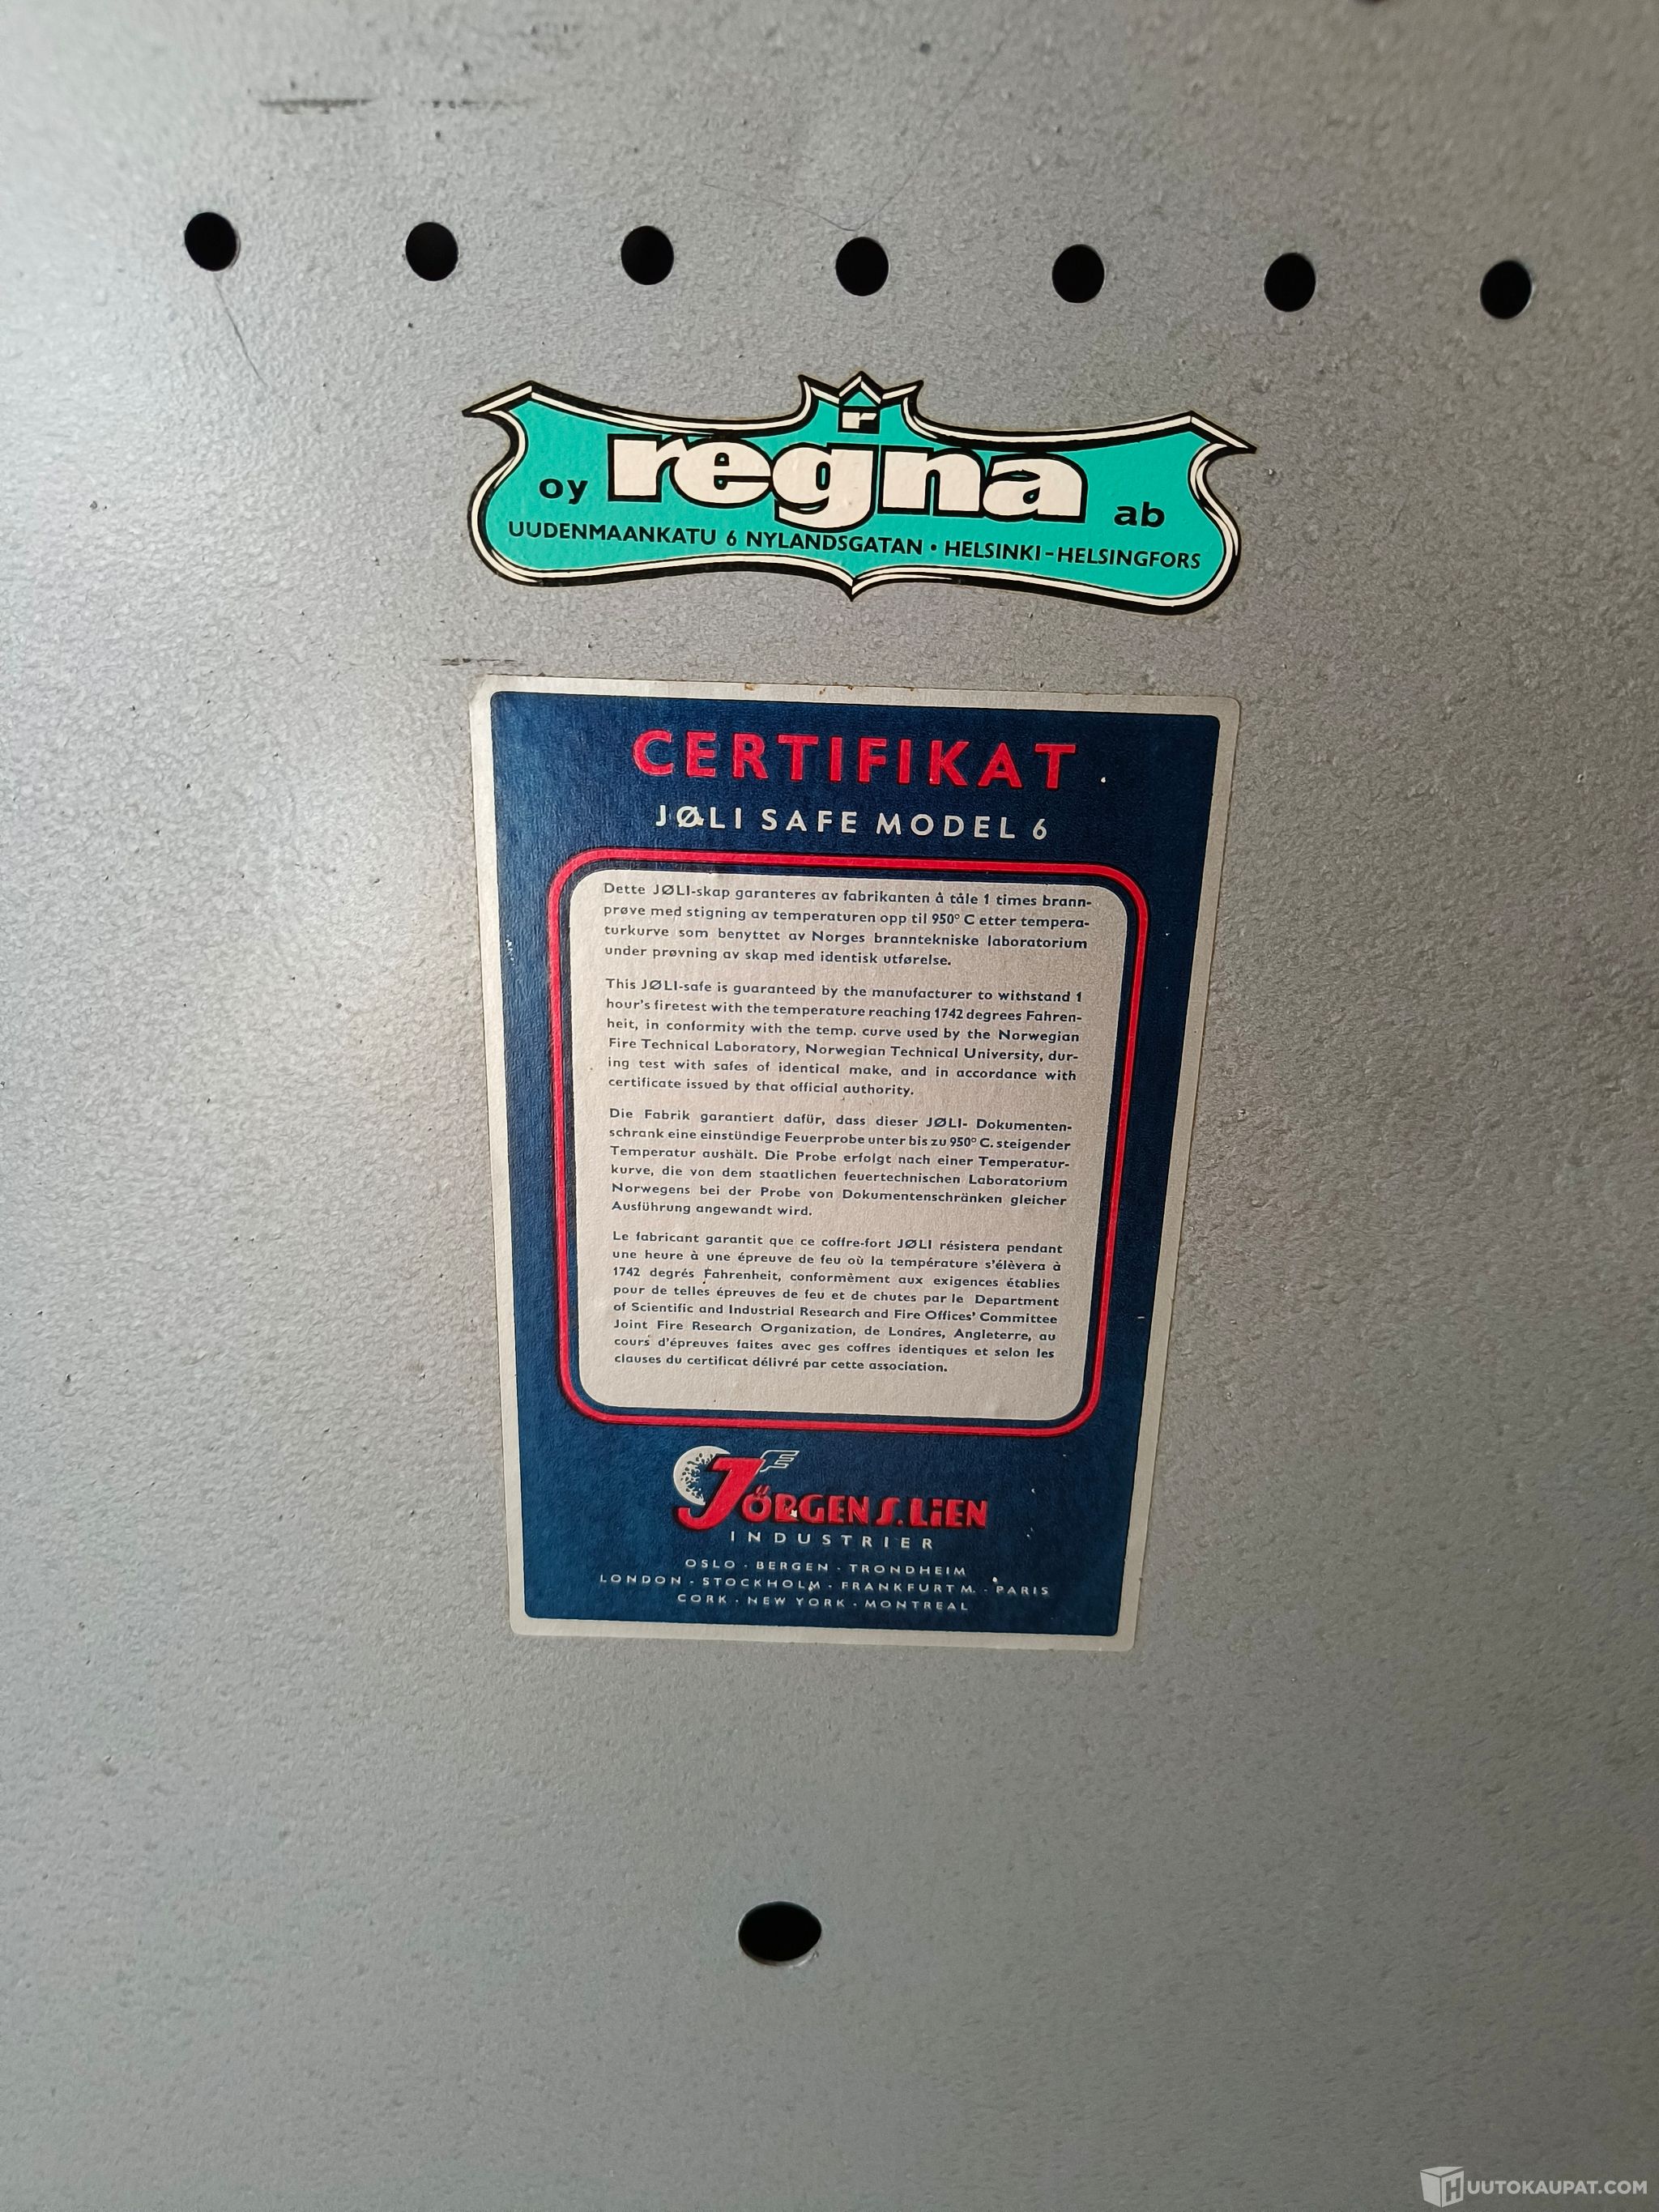 r
oy regna ab
UUDENMAANKATU 6 NYLANDSGATAN • HELSINKI-HELSINGFORS
CERTIFIKAT
JØLI SAFE MODEL 6
Dette JØLI-skap garanteres av fabrikanten å tåle 1 times brann-
prøve med stigning av temperaturen opp til 950° C etter tempera-
turkurve som benyttet av Norges branntekniske laboratorium
under prøvning av skap med identisk utførelse.
This JØLI-safe is guaranteed by the manufacturer to withstand 1
hour's firetest with the temperature reaching 1742 degrees Fahren-
heit, in conformity with the temp. curve used by the Norwegian
Fire Technical Laboratory, Norwegian Technical University, dur-
ing test with safes of identical make, and in accordance with
certificate issued by that official authority.
Die Fabrik garantiert dafür, dass dieser JØLI- Dokumenten-
schrank eine einstündige Feuerprobe unter bis zu 950° C. steigender
Temperatur aushält. Die Probe erfolgt nach einer Temperatur-
kurve, die von dem staatlichen feuertechnischen Laboratorium
Norwegens bei der Probe von Dokumentenschränken gleicher
Ausführung angewandt wird.
Le fabricant garantit que ce coffre-fort JØLI résistera pendant
une heure à une épreuve de feu où la température s'élèvera à
1742 degrés Fahrenheit, conformèment aux exigences établies
pour de telles épreuves de feu et de chutes par le Department
of Scientific and Industrial Research and Fire Offices' Committee
Joint Fire Research Organization, de Londres, Angleterre, au
cours d'épreuves faites avec ges coffres identiques et selon les
clauses du certificat délivré par cette association.
JÖRGEN S. LIEN
INDUSTRIER
OSLO · BERGEN · TRONDHEIM
LONDON · STOCKHOLM · FRANKFURT M. · PARIS
CORK · NEW YORK · MONTREAL
HUUTOKAUPAT.COM